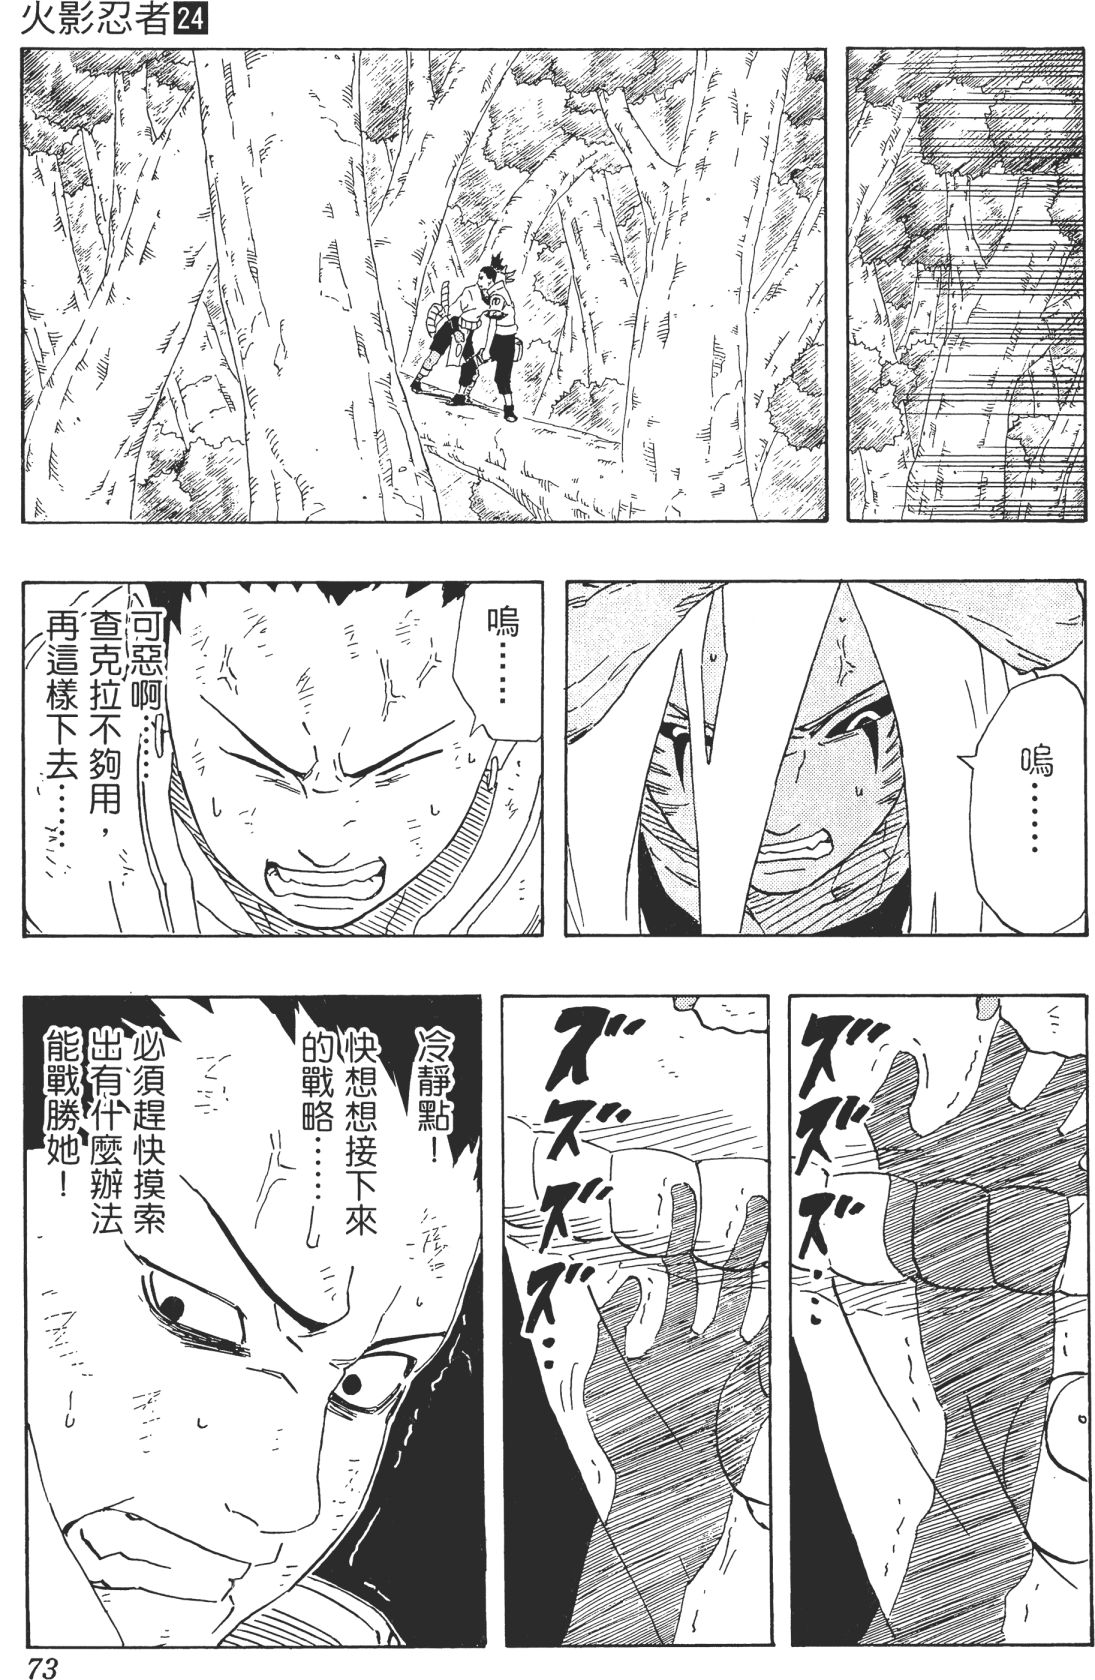 火影忍者24
嗚……
嗚……
可惡啊……
查克拉不夠用，
再這樣下去……
ズズズズ…
ズズズ…
冷靜點！
快想想接下來
的戰略……
必須趕快摸索
出有什麼辦法
能戰勝她！
73